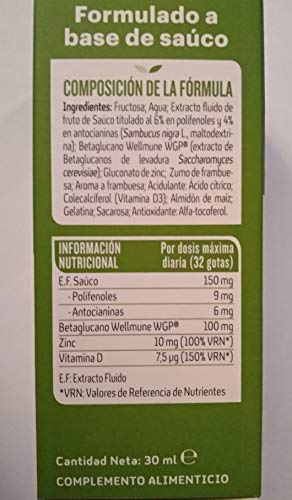 Formulado a
base de saúco
COMPOSICIÓN DE LA FÓRMULA
Ingredientes: Fructosa; Agua; Extracto fluido de
fruto de Saúco titulado al 6% en polifenoles y 4%
en antocianinas (Sambucus nigra L., maltodextri-
na); Betaglucano Wellmune WGP® (extracto de
Betaglucanos de levadura Saccharomyces
cerevisiae); Gluconato de zinc; Zumo de frambue-
sa; Aroma a frambuesa; Acidulante: Ácido cítrico;
Colecalciferol (Vitamina D3); Almidón de maíz;
Gelatina; Sacarosa; Antioxidante: Alfa-tocoferol.
INFORMACIÓN NUTRICIONAL
Por dosis máxima diaria (32 gotas)
E.F. Saúco 150 mg
· Polifenoles 9 mg
· Antocianinas 6 mg
Betaglucano Wellmune WGP® 100 mg
Zinc 10 mg (100% VRN*)
Vitamina D 7,5 µg (150% VRN*)
E.F: Extracto Fluido
*VRN: Valores de Referencia de Nutrientes
Cantidad Neta: 30 ml ℮
COMPLEMENTO ALIMENTICIO